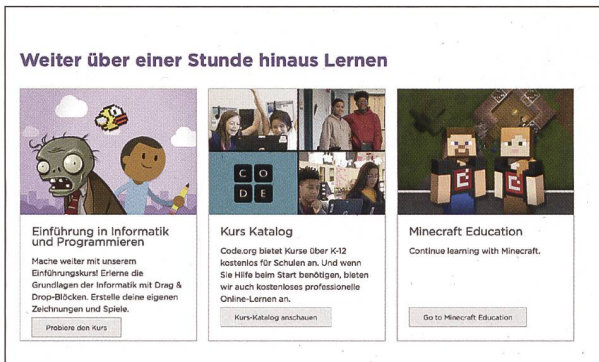 Weiter über einer Stunde hinaus Lernen
C O
D E
Einführung in Informatik
und Programmieren
Mache weiter mit unserem
Einführungskurs! Erlerne die
Grundlagen der Informatik mit Drag &
Drop-Blöcken. Erstelle deine eigenen
Zeichnungen und Spiele.
Probiere den Kurs
Kurs Katalog
Code.org bietet Kurse über K-12
kostenlos für Schulen an. Und wenn
Sie Hilfe beim Start benötigen, bieten
wir auch kostenloses professionelle
Online-Lernen an.
Kurs-Katalog anschauen
Minecraft Education
Continue learning with Minecraft.
Go to Minecraft Education